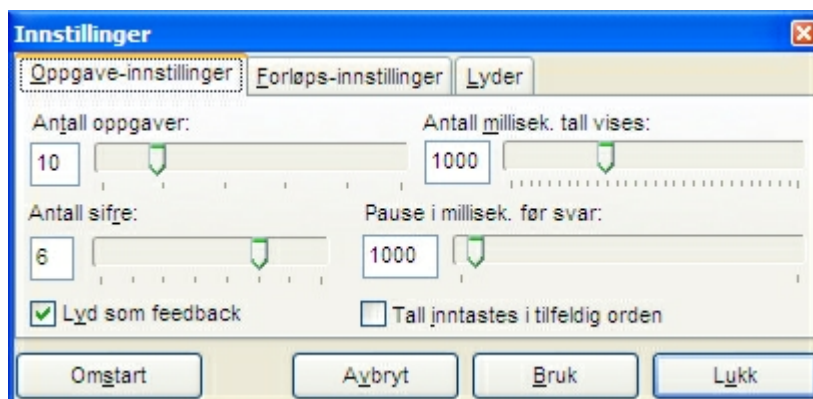 Innstillinger
Oppgave-innstillinger Forløps-innstillinger Lyder
Antall oppgaver: Antall millisek. tall vises:
10 1000
Antall sifre: Pause i millisek. før svar:
6 1000
Lyd som feedback Tall inntastes i tilfeldig orden
Omstart Avbryt Bruk Lukk